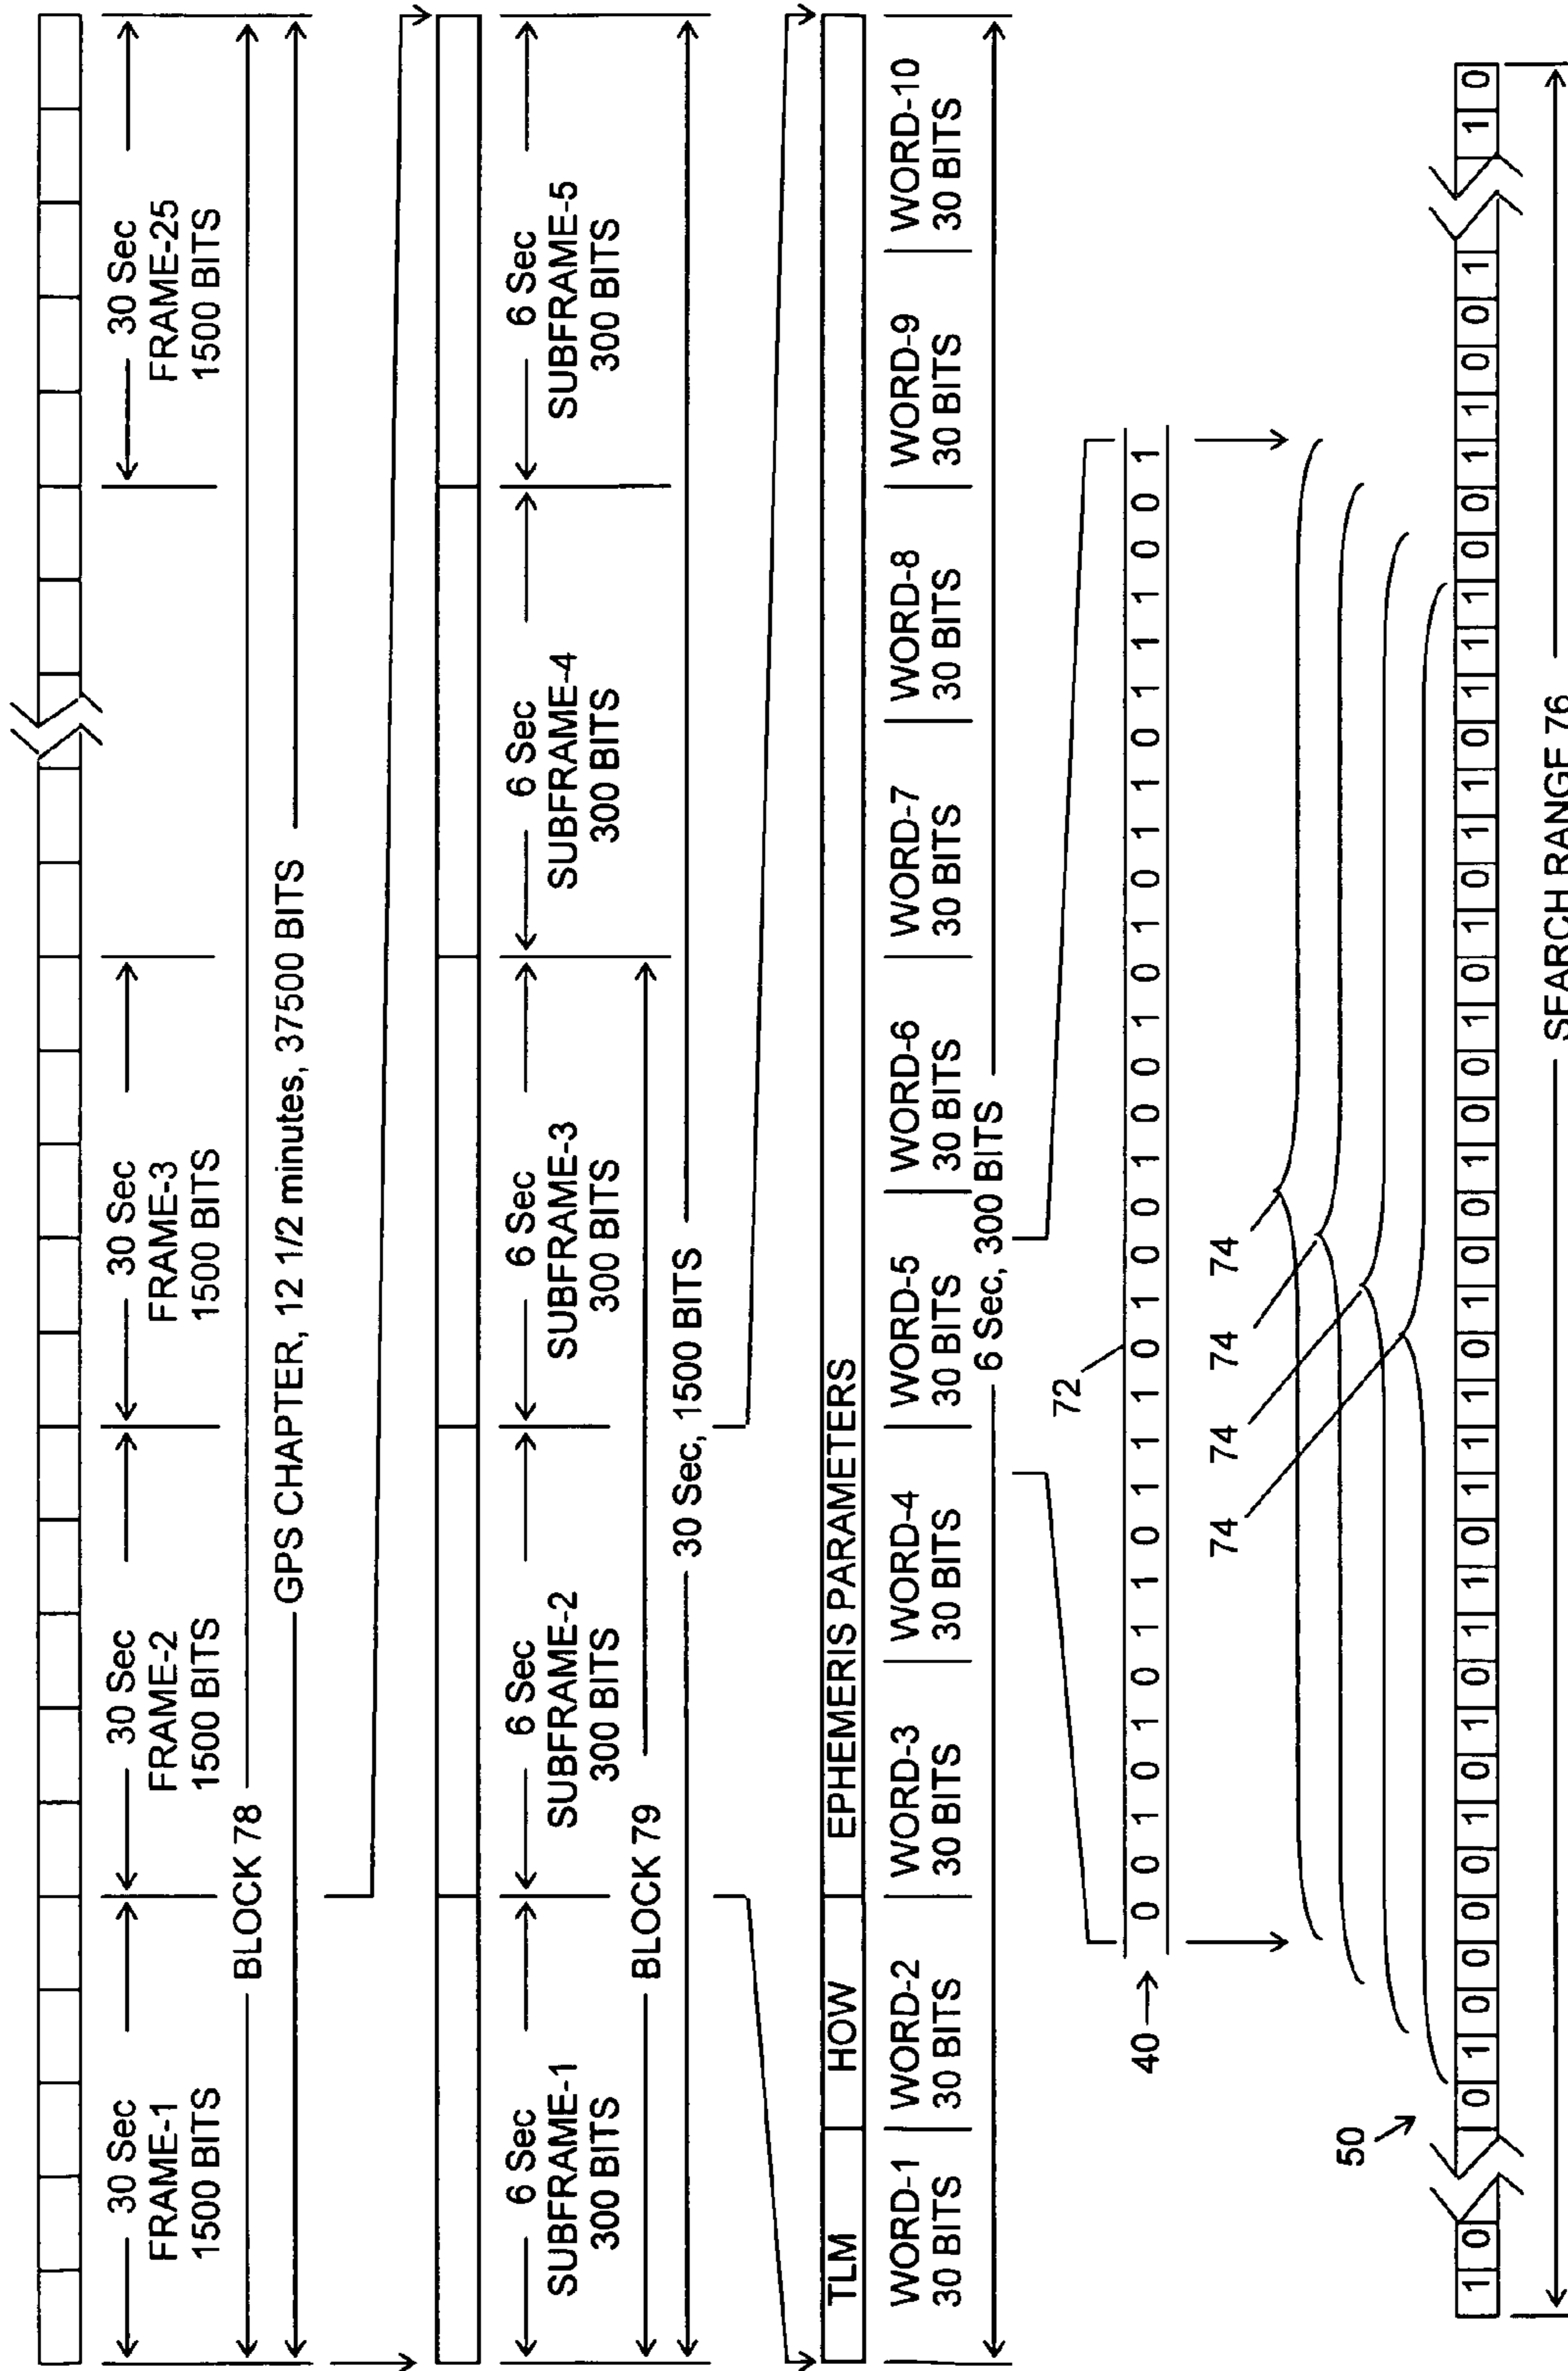 30 Sec 30 Sec 30 Sec 30 Sec
FRAME-1 FRAME-2 FRAME-3 FRAME-25
1500 BITS 1500 BITS 1500 BITS 1500 BITS
BLOCK 78
GPS CHAPTER, 12 1/2 minutes, 37500 BITS
6 Sec 6 Sec 6 Sec 6 Sec 6 Sec
SUBFRAME-1 SUBFRAME-2 SUBFRAME-3 SUBFRAME-4 SUBFRAME-5
300 BITS 300 BITS 300 BITS 300 BITS 300 BITS
BLOCK 79
30 Sec, 1500 BITS
TLM HOW EPHEMERIS PARAMETERS
WORD-1 WORD-2 WORD-3 WORD-4 WORD-5 WORD-6 WORD-7 WORD-8 WORD-9 WORD-10
30 BITS 30 BITS 30 BITS 30 BITS 30 BITS 30 BITS 30 BITS 30 BITS 30 BITS 30 BITS
6 Sec, 300 BITS
72
40 0 0 1 0 1 0 1 1 0 1 1 1 0 1 0 0 1 0 0 1 0 1 0 1 1 0 1 1 1 0 0 1
74 74 74 74
50
1 0 0 1 0 0 0 0 1 0 1 0 1 1 0 1 1 1 0 1 0 0 1 0 0 1 0 1 0 1 1 0 1 1 1 0 0 1 1 0 0 1 1 0
SEARCH RANGE 76